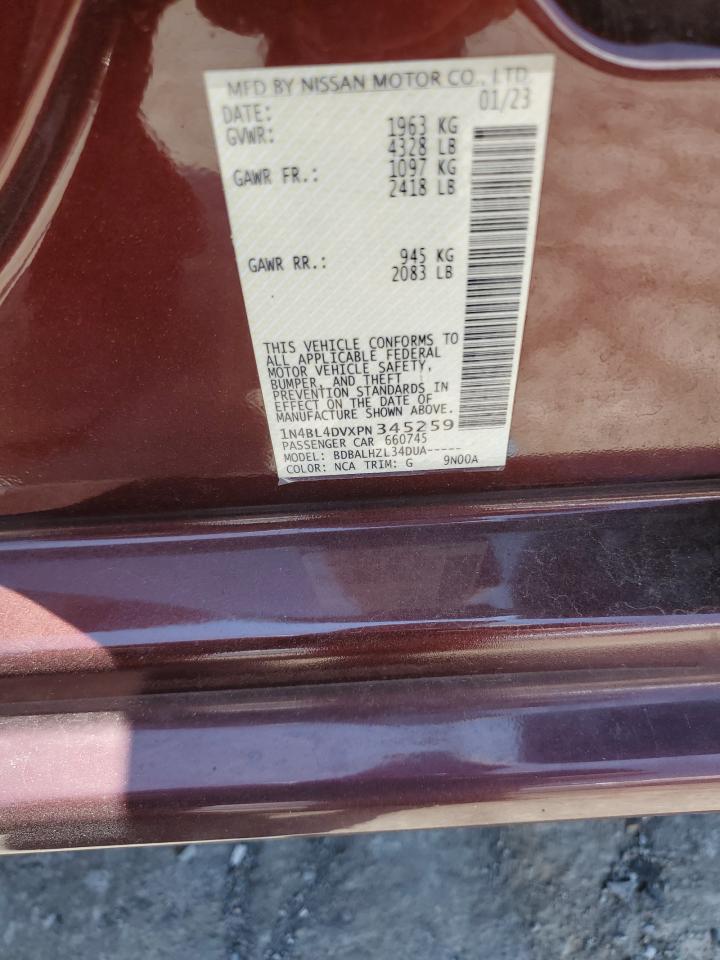 MFD BY NISSAN MOTOR CO., LTD.
DATE: 01/23
GVWR: 1963 KG
4328 LB
GAWR FR.: 1097 KG
2418 LB
GAWR RR.: 945 KG
2083 LB
THIS VEHICLE CONFORMS TO
ALL APPLICABLE FEDERAL
MOTOR VEHICLE SAFETY,
BUMPER, AND THEFT
PREVENTION STANDARDS IN
EFFECT ON THE DATE OF
MANUFACTURE SHOWN ABOVE.
1N4BL4DVXPN345259
PASSENGER CAR 660745
MODEL: BDBALHZL34DUA-----
COLOR: NCA TRIM: G 9N00A